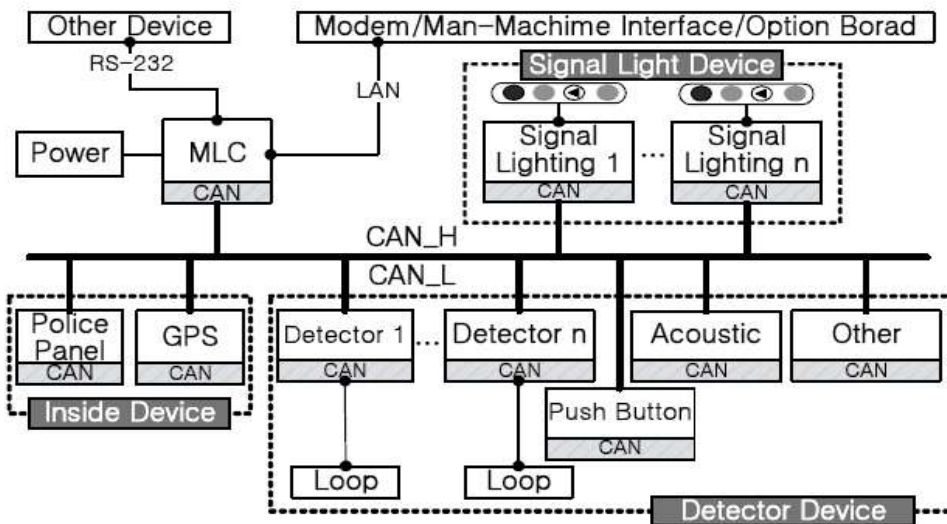 Other Device
Modem/Man-Machime Interface/Option Borad
RS-232
LAN
Signal Light Device
Power
MLC
CAN
Signal
Lighting 1
CAN
...
Signal
Lighting n
CAN
CAN_H
CAN_L
Police
Panel
CAN
GPS
CAN
Inside Device
Detector 1
CAN
...
Detector n
CAN
Push Button
CAN
Acoustic
CAN
Other
CAN
Loop
Loop
Detector Device